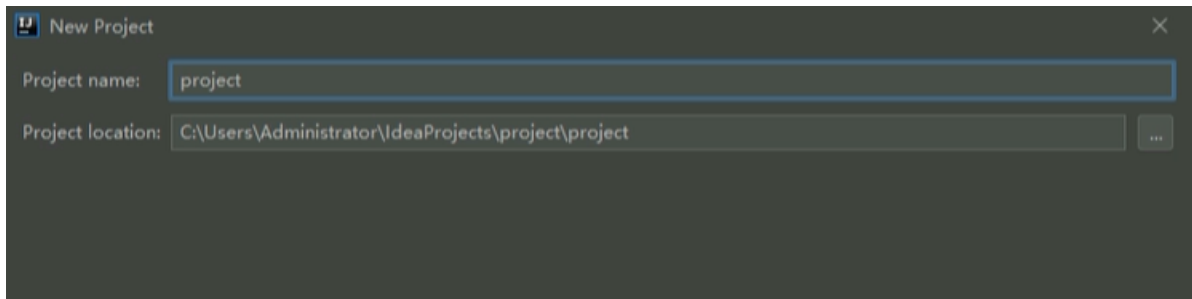 New Project
Project name: project
Project location: C:\Users\Administrator\IdeaProjects\project\project ...